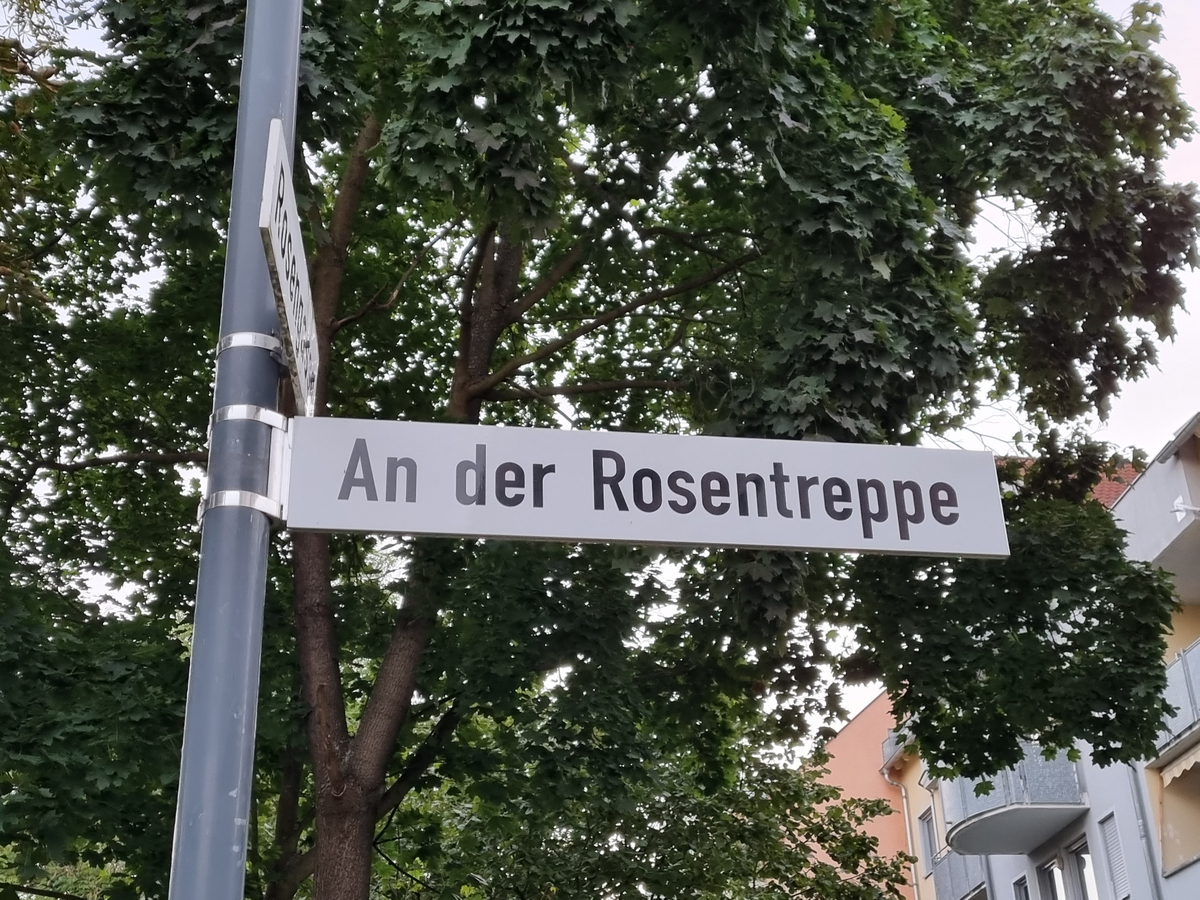 An der Rosentreppe